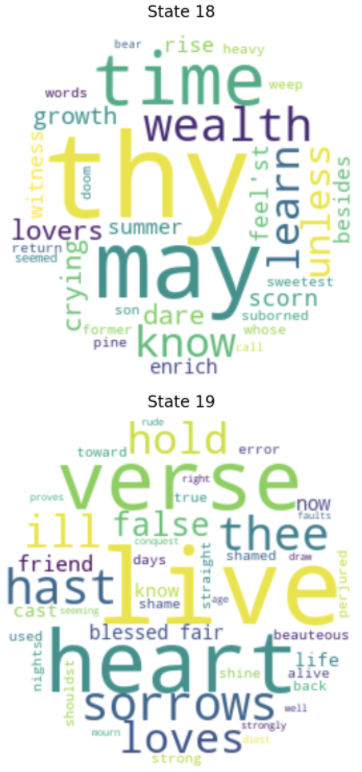 State 18
bear
rise
heavy
time
weep
words
growth
wealth
witness
doom
thy
feel'st
learn
unless
besides
lovers
summer
return
seemed
may
crying
sweetest
scorn
son
dare
suborned
former
whose
pine
know
call
enrich
State 19
rude
hold
toward
error
verse
right
proves
true
now
faults
ill
false
thee
conquest
friend
days
straight
shamed
draw
perjured
hast
live
know
age
shame
cast
seeming
used
blessed fair
beauteous
nights
heart
life
shine
alive
back
shouldst
sorrows
well
strongly
mourn
loves
diest
strong